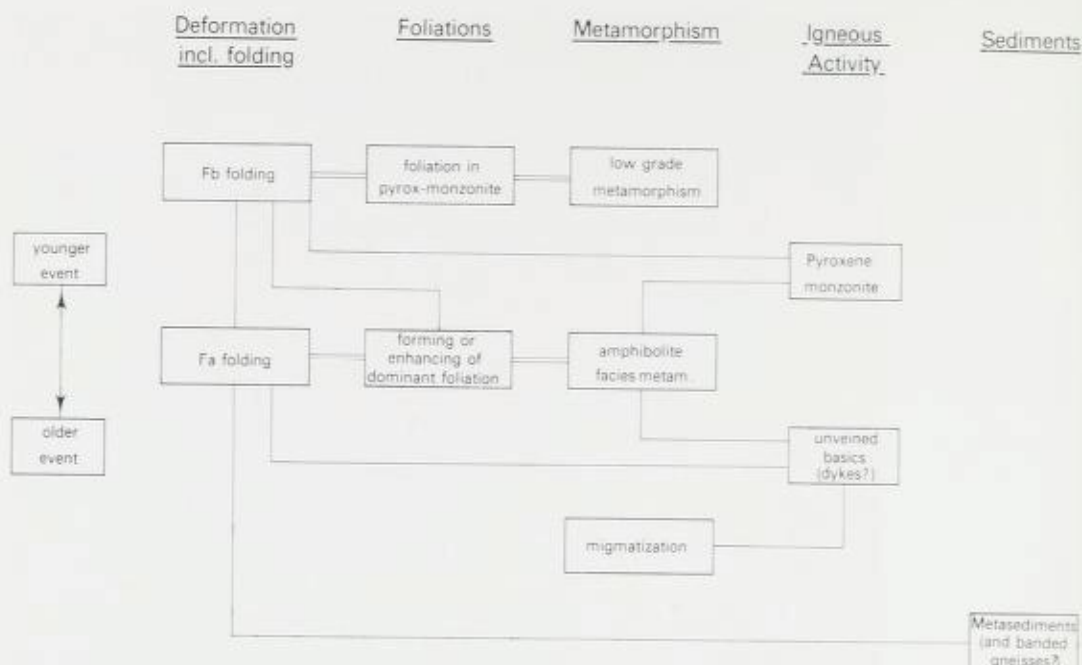 Deformation
incl. folding
Foliations
Metamorphism
Igneous
Activity
Sediments
Fb folding
foliation in
pyrox-monzonite
low grade
metamorphism
younger
event
Pyroxene
monzonite
Fa folding
forming or
enhancing of
dominant foliation
amphibolite
facies metam.
older
event
unveined
basics
(dykes?)
migmatization
Metasediments
(and banded
gneisses?)